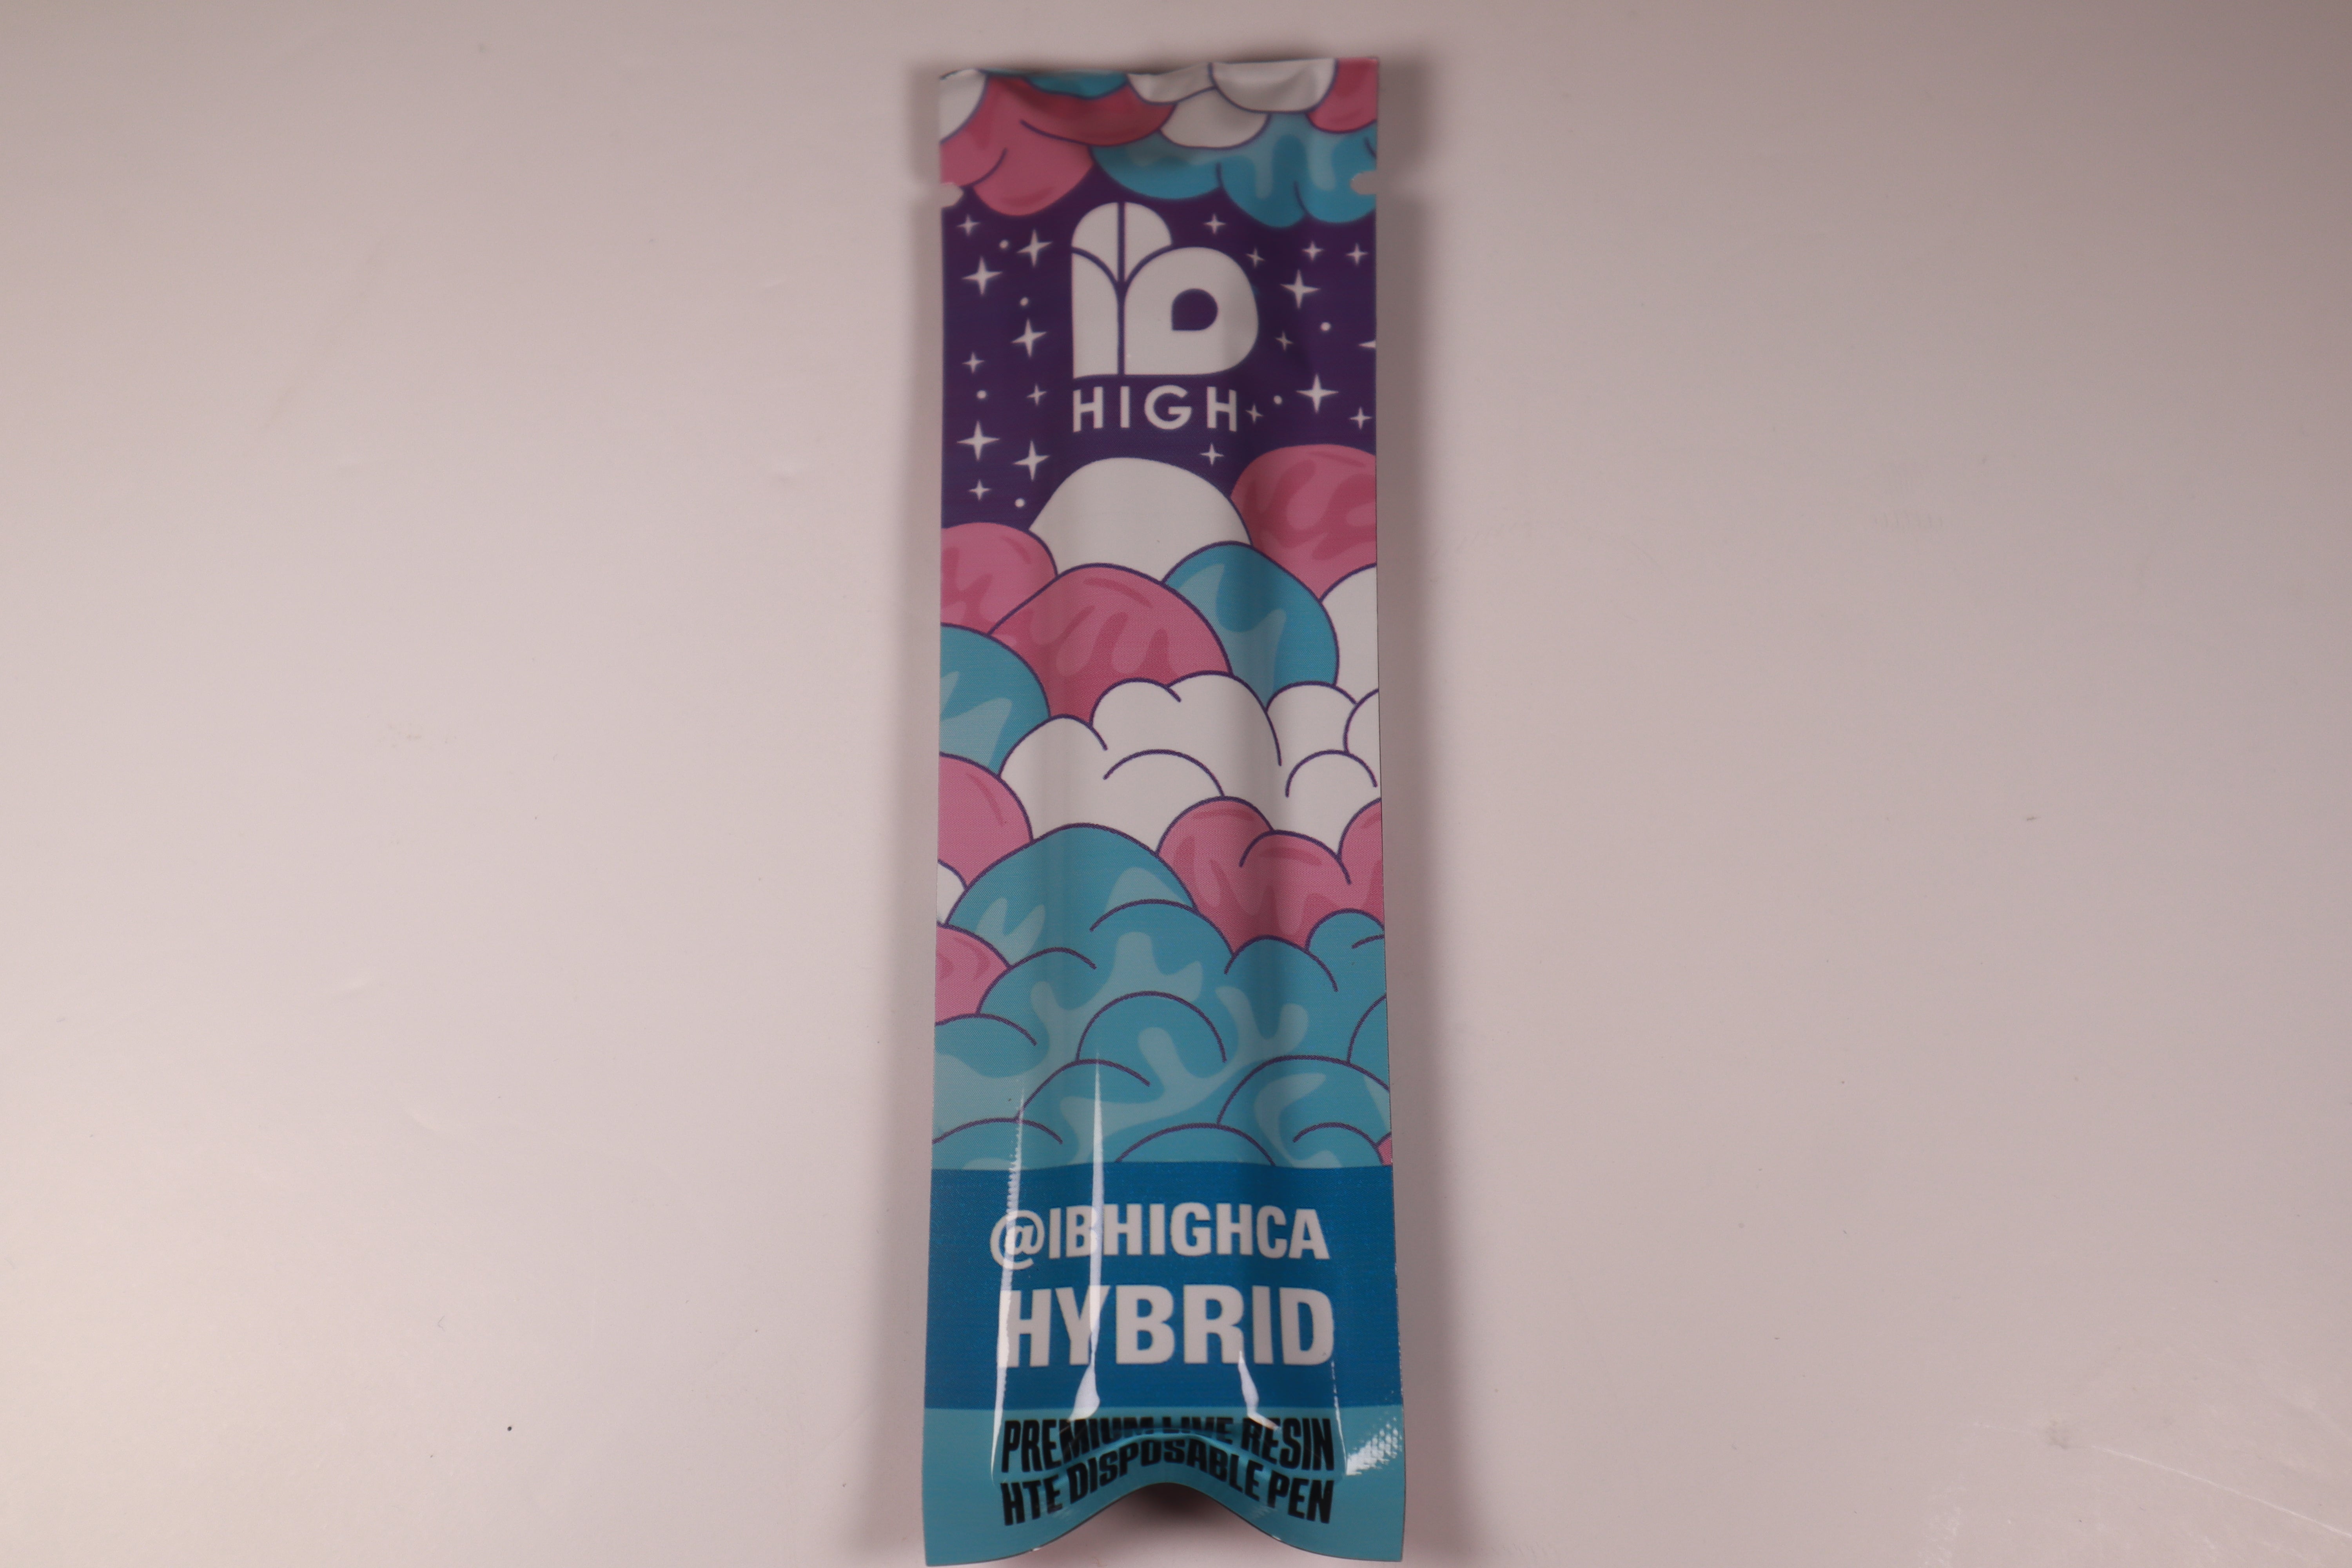 ib
HIGH
@IBHIGHCA
HYBRID
PREMIUM LIVE RESIN
HTE DISPOSABLE PEN